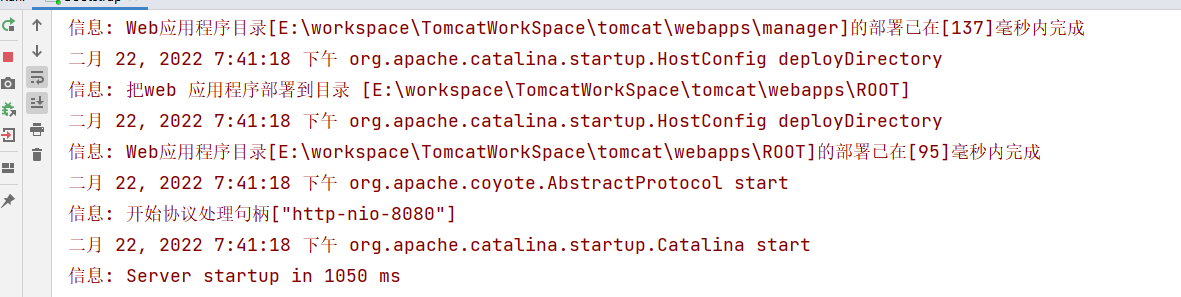 信息: Web应用程序目录[E:\workspace\TomcatWorkSpace\tomcat\webapps\manager]的部署已在[137]毫秒内完成
二月 22, 2022 7:41:18 下午 org.apache.catalina.startup.HostConfig deployDirectory
信息: 把web 应用程序部署到目录 [E:\workspace\TomcatWorkSpace\tomcat\webapps\ROOT]
二月 22, 2022 7:41:18 下午 org.apache.catalina.startup.HostConfig deployDirectory
信息: Web应用程序目录[E:\workspace\TomcatWorkSpace\tomcat\webapps\ROOT]的部署已在[95]毫秒内完成
二月 22, 2022 7:41:18 下午 org.apache.coyote.AbstractProtocol start
信息: 开始协议处理句柄["http-nio-8080"]
二月 22, 2022 7:41:18 下午 org.apache.catalina.startup.Catalina start
信息: Server startup in 1050 ms